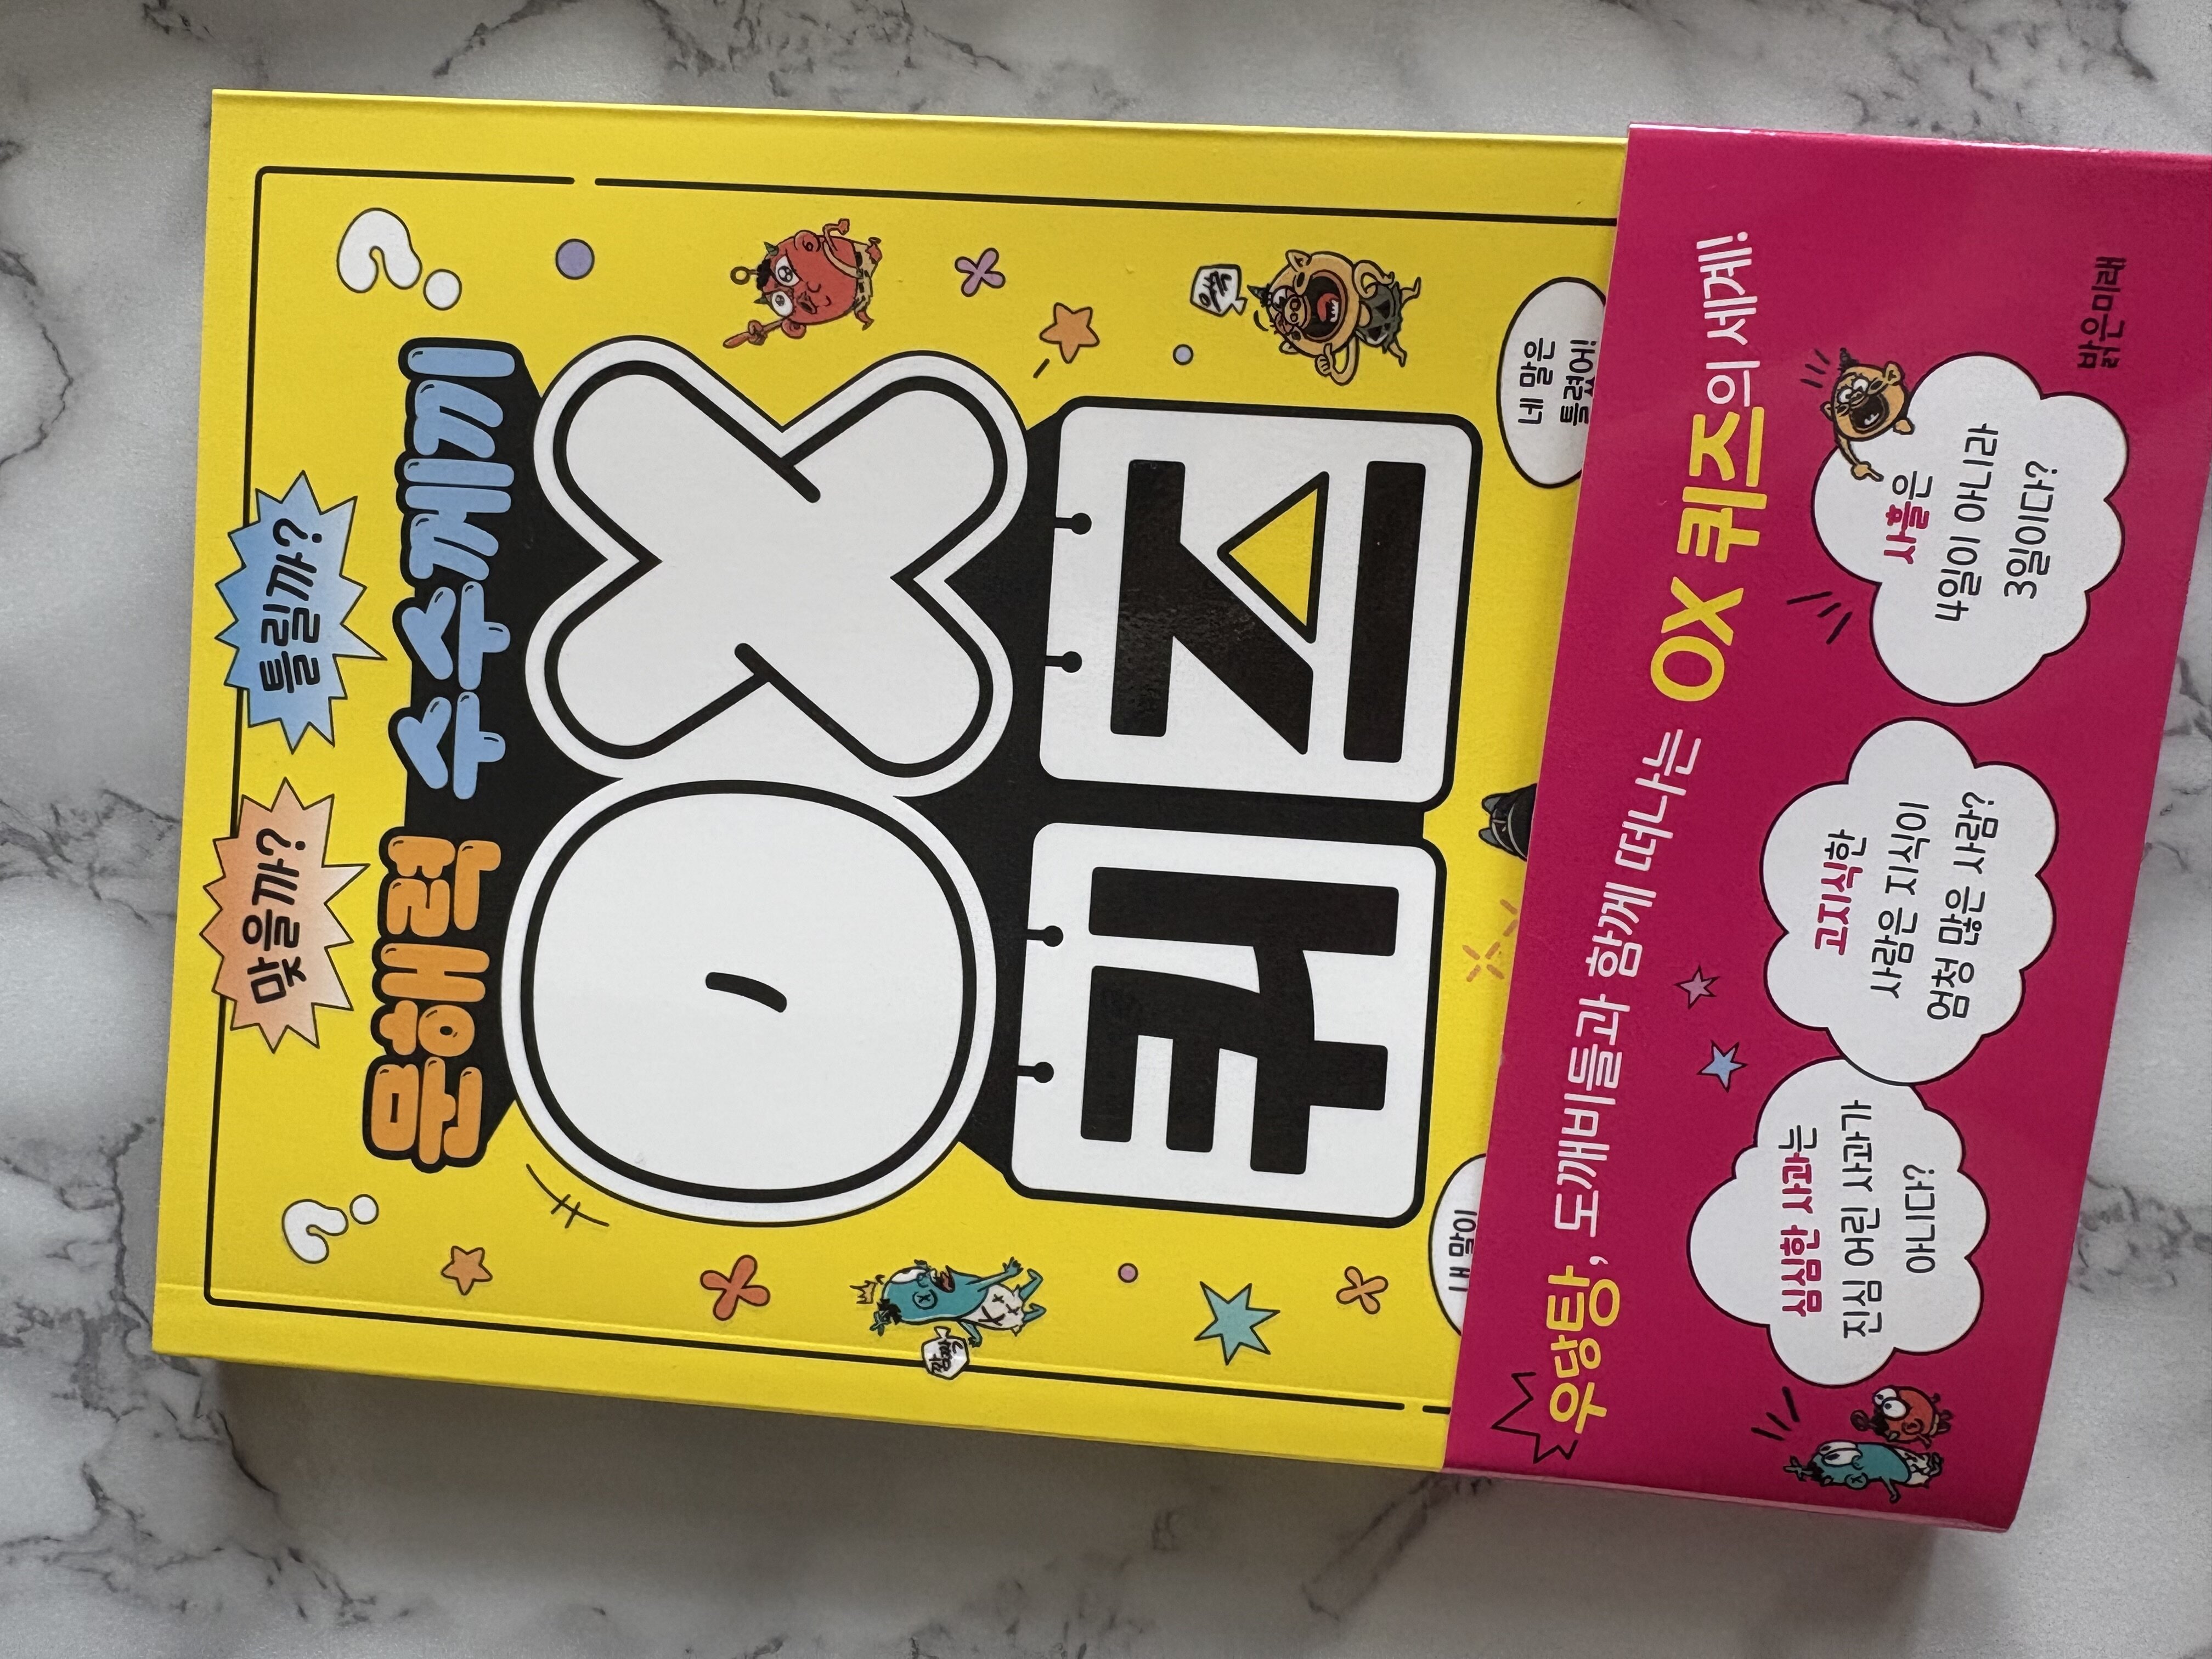 맞을까?
틀릴까?
문해력 수수께끼
OX
퀴즈
내 말이
네 말은
틀렸어!
우당탕, 도깨비들과 함께 떠나는 OX 퀴즈의 세계!
심심한 사과는
진심 어린 사과가
아니다?
고지식한
사람은 지식이
엄청 많은 사람?
사흘은
4일이 아니라
3일이다?
밝은미래